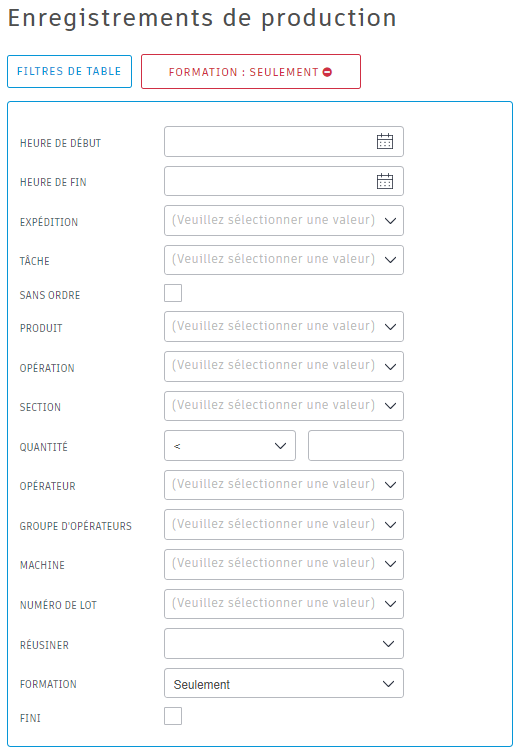 Enregistrements de production
FILTRES DE TABLE
FORMATION : SEULEMENT
HEURE DE DÉBUT
HEURE DE FIN
EXPÉDITION (Veuillez sélectionner une valeur)
TÂCHE (Veuillez sélectionner une valeur)
SANS ORDRE
PRODUIT (Veuillez sélectionner une valeur)
OPÉRATION (Veuillez sélectionner une valeur)
SECTION (Veuillez sélectionner une valeur)
QUANTITÉ <
OPÉRATEUR (Veuillez sélectionner une valeur)
GROUPE D'OPÉRATEURS (Veuillez sélectionner une valeur)
MACHINE (Veuillez sélectionner une valeur)
NUMÉRO DE LOT (Veuillez sélectionner une valeur)
RÉUSINER
FORMATION Seulement
FINI